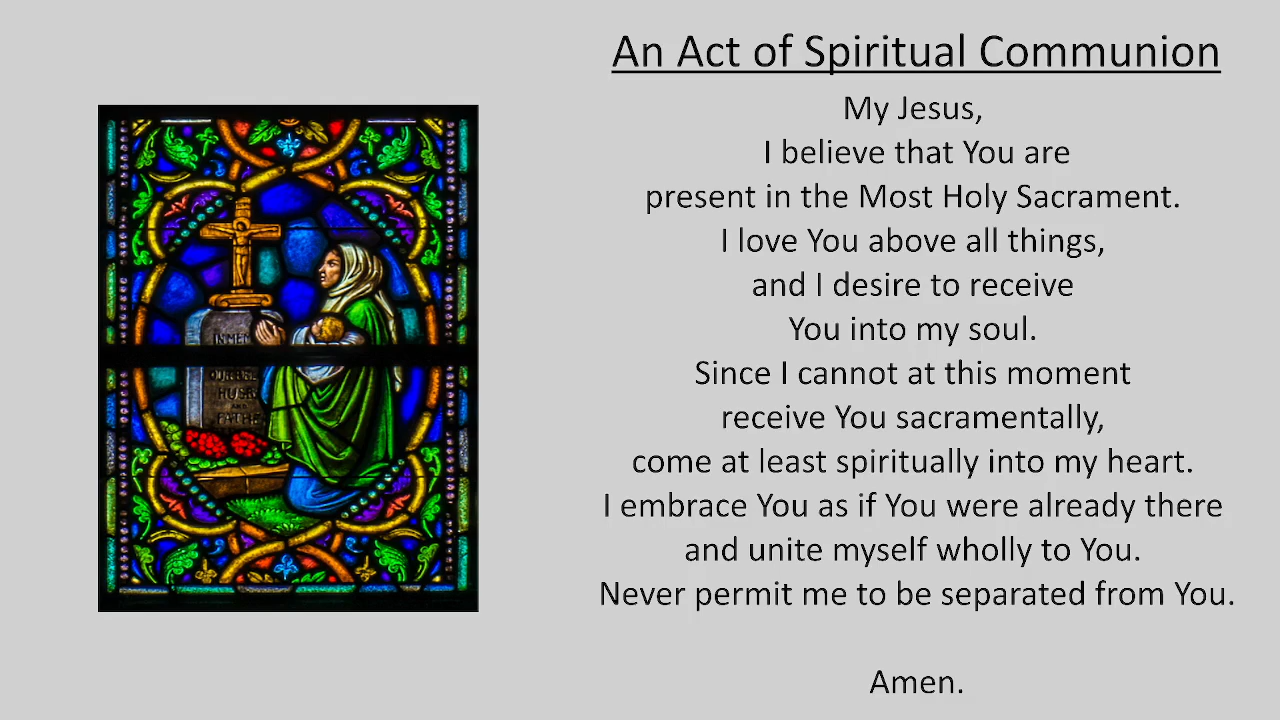 An Act of Spiritual Communion
My Jesus,
I believe that You are
present in the Most Holy Sacrament.
I love You above all things,
and I desire to receive
You into my soul.
Since I cannot at this moment
receive You sacramentally,
come at least spiritually into my heart.
I embrace You as if You were already there
and unite myself wholly to You.
Never permit me to be separated from You.
Amen.
HUSB
AND
FATHE